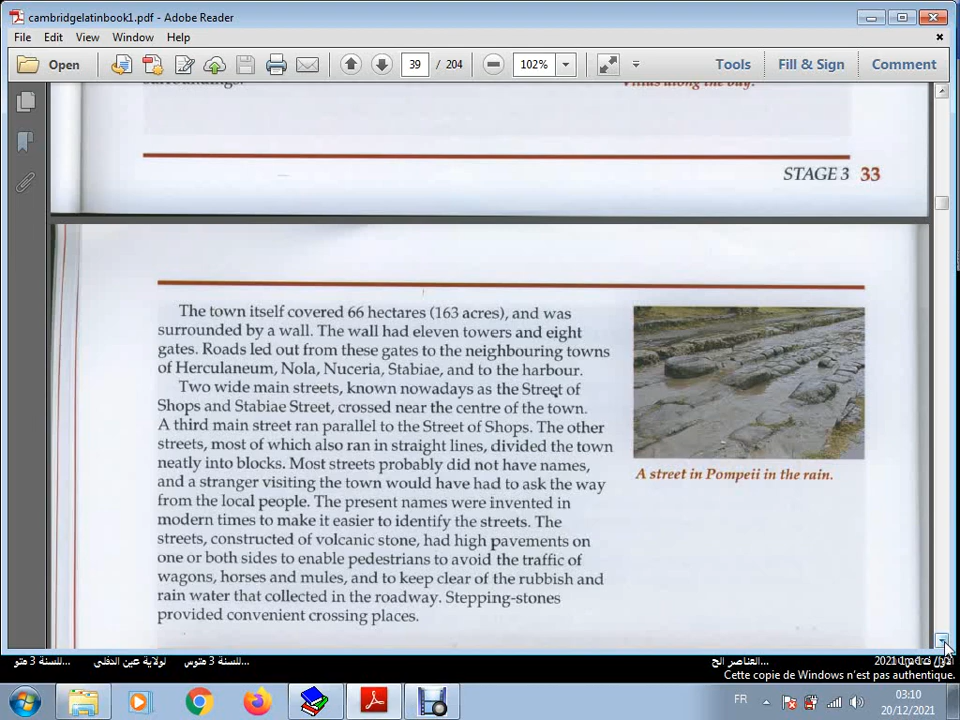 cambridgelatinbook1.pdf - Adobe Reader
File Edit View Window Help
Open 39 / 204 102% Tools Fill & Sign Comment
STAGE 3 33
The town itself covered 66 hectares (163 acres), and was
surrounded by a wall. The wall had eleven towers and eight
gates. Roads led out from these gates to the neighbouring towns
of Herculaneum, Nola, Nuceria, Stabiae, and to the harbour.
Two wide main streets, known nowadays as the Street of
Shops and Stabiae Street, crossed near the centre of the town.
A third main street ran parallel to the Street of Shops. The other
streets, most of which also ran in straight lines, divided the town
neatly into blocks. Most streets probably did not have names,
and a stranger visiting the town would have had to ask the way
from the local people. The present names were invented in
modern times to make it easier to identify the streets. The
streets, constructed of volcanic stone, had high pavements on
one or both sides to enable pedestrians to avoid the traffic of
wagons, horses and mules, and to keep clear of the rubbish and
rain water that collected in the roadway. Stepping-stones
provided convenient crossing places.
A street in Pompeii in the rain.
للسنة 3 متو...
لولاية عين الدفلى
للسنة 3 متوس...
العناصر الح...
Cette copie de Windows n'est pas authentique.
FR
03:10
20/12/2021